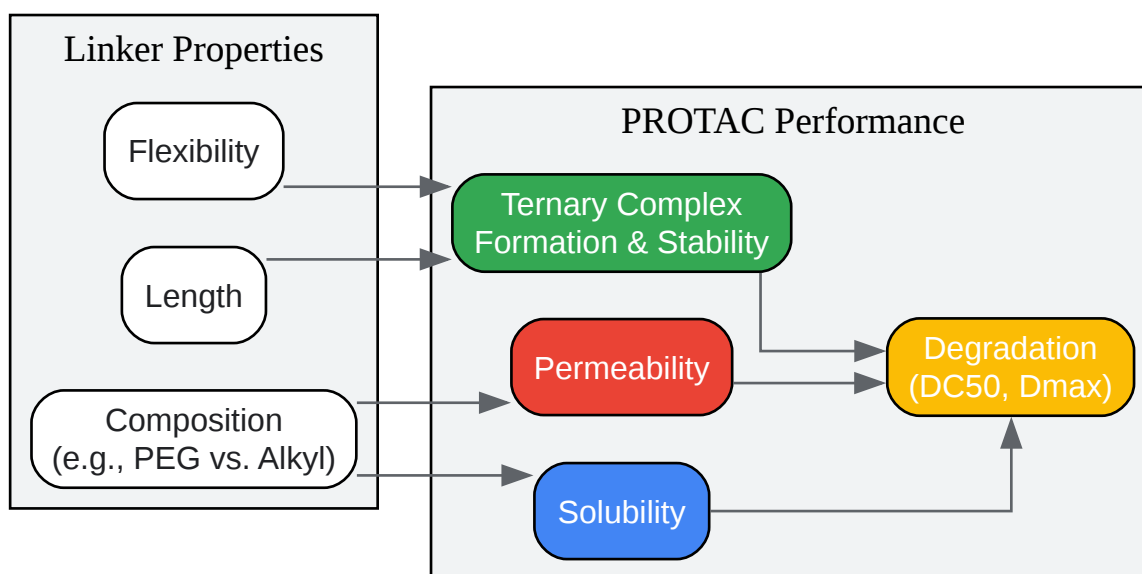 Linker Properties
Flexibility
Length
Composition
(e.g., PEG vs. Alkyl)
PROTAC Performance
Ternary Complex
Formation & Stability
Permeability
Solubility
Degradation
(DC50, Dmax)